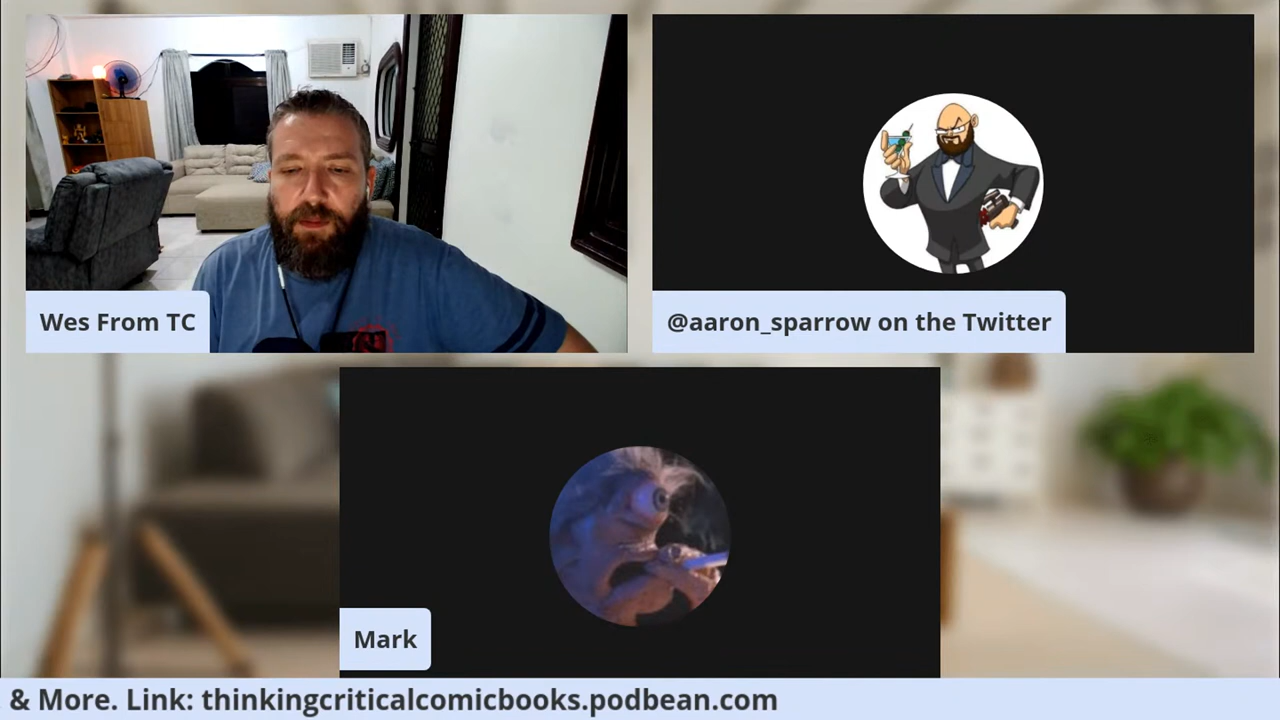 Wes From TC
@aaron_sparrow on the Twitter
Mark
& More. Link: thinkingcriticalcomicbooks.podbean.com